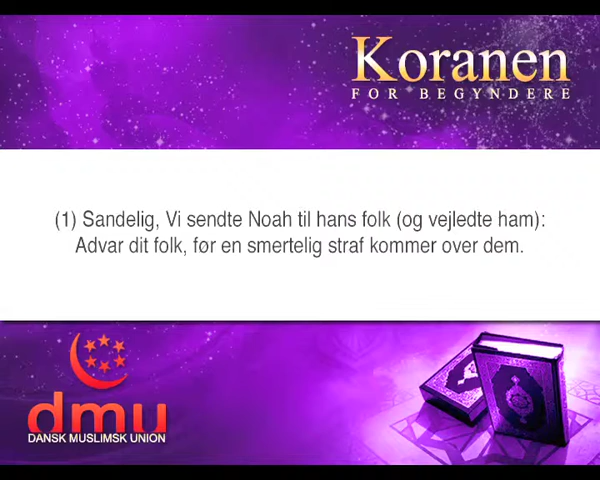 Koranen
FOR BEGYNDERE
(1) Sandelig, Vi sendte Noah til hans folk (og vejledte ham):
Advar dit folk, før en smertelig straf kommer over dem.
dmu
DANSK MUSLIMSK UNION